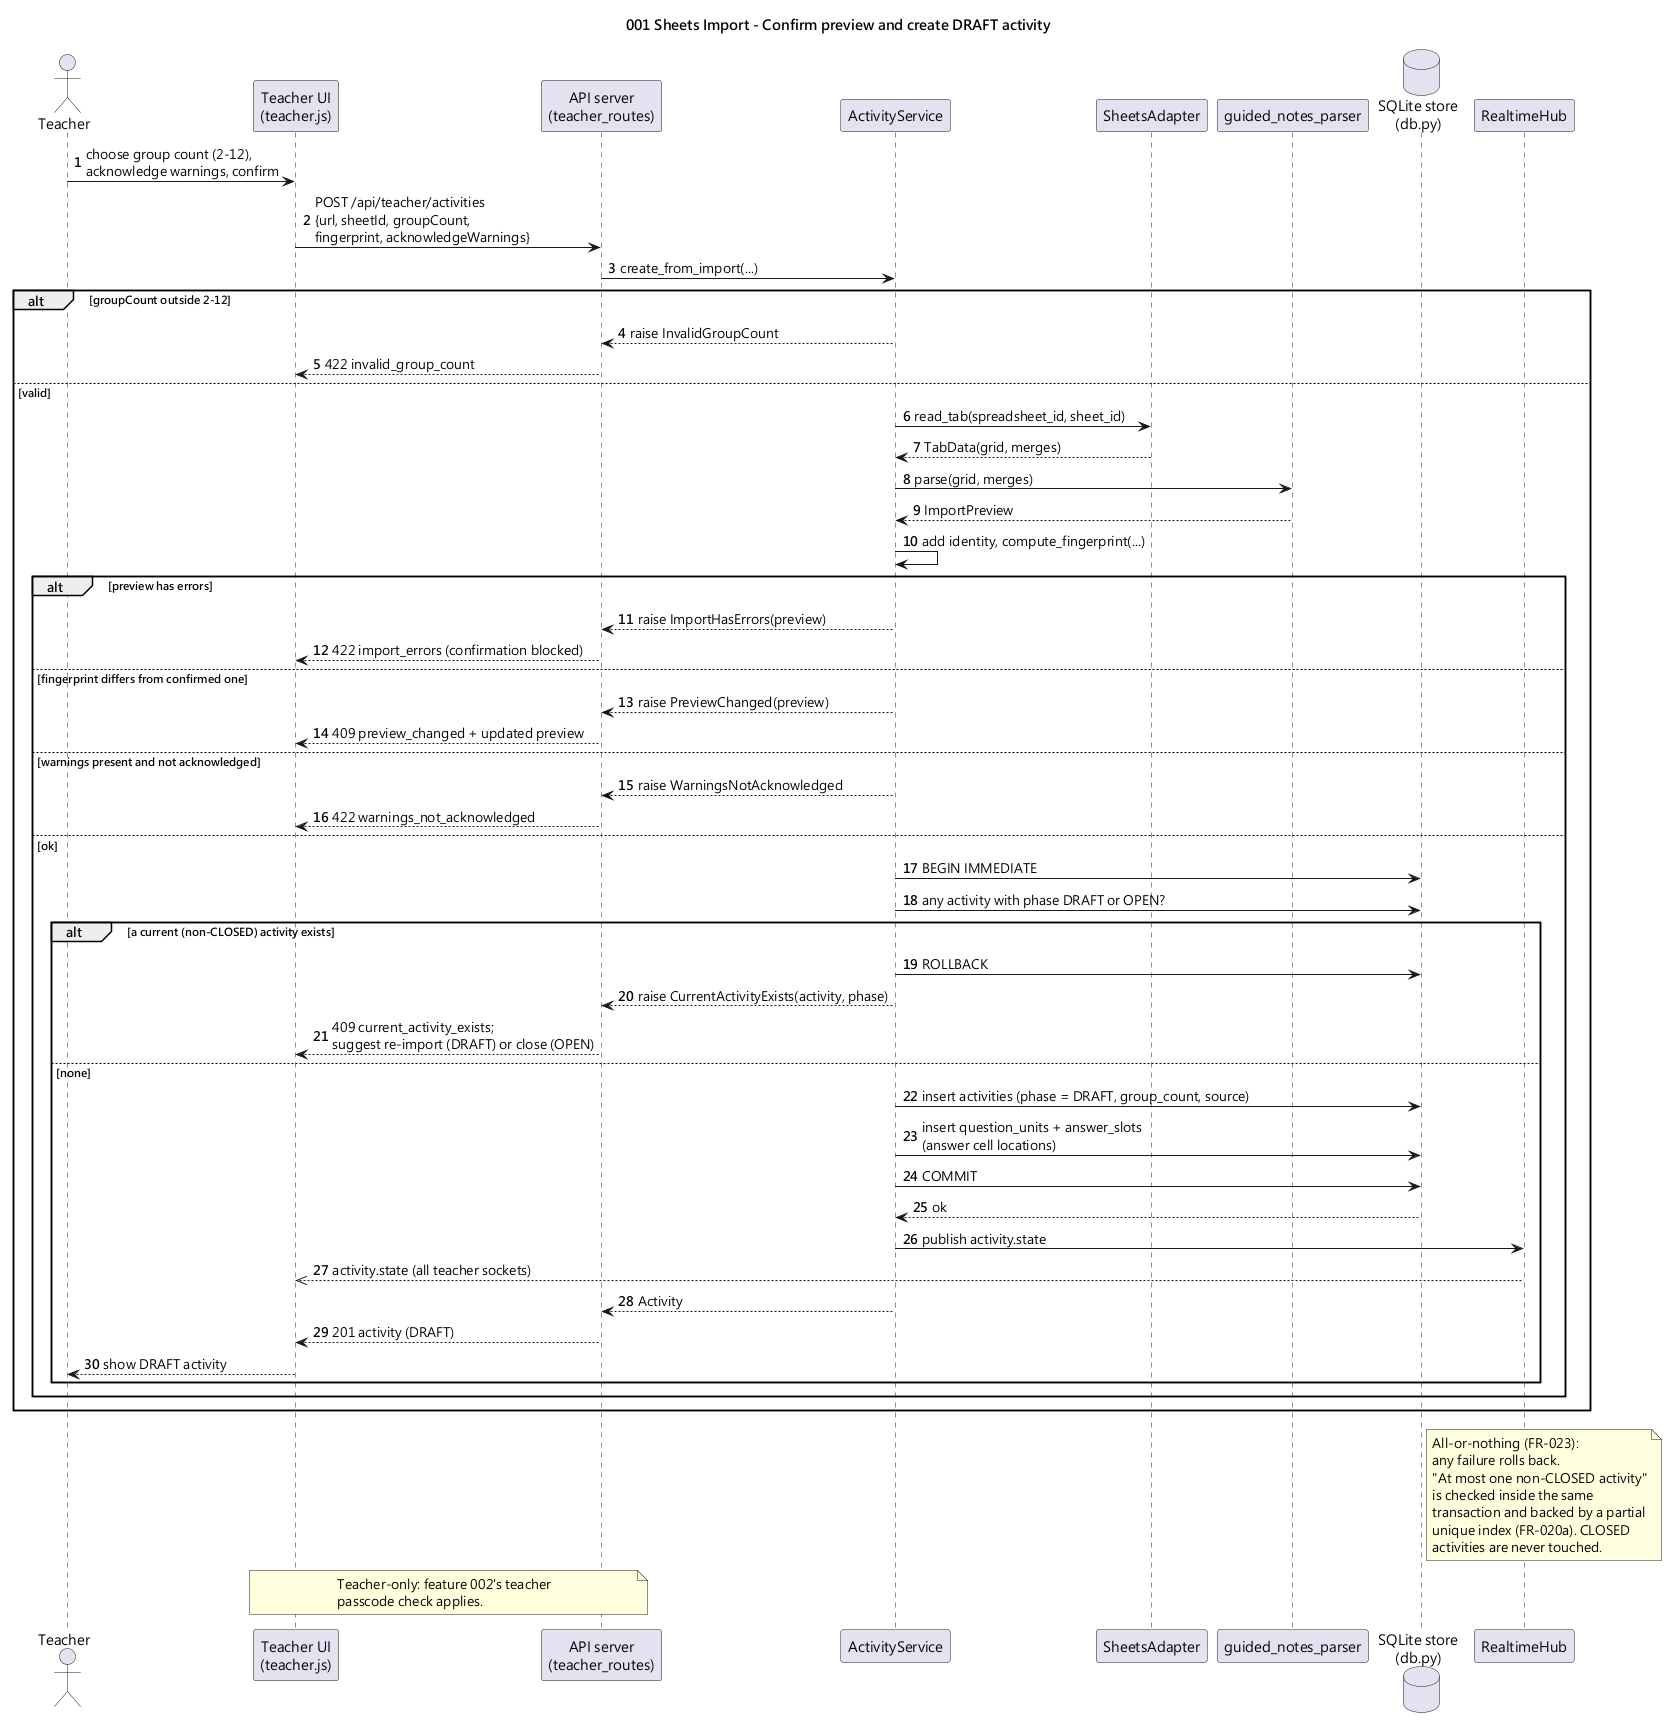 001 Sheets Import - Confirm preview and create DRAFT activity
Teacher
Teacher UI
(teacher.js)
API server
(teacher_routes)
ActivityService
SheetsAdapter
guided_notes_parser
SQLite store
(db.py)
RealtimeHub
1 choose group count (2-12),
acknowledge warnings, confirm
2 POST /api/teacher/activities
{url, sheetId, groupCount,
fingerprint, acknowledgeWarnings}
3 create_from_import(...)
alt [groupCount outside 2-12]
4 raise InvalidGroupCount
5 422 invalid_group_count
[valid]
6 read_tab(spreadsheet_id, sheet_id)
7 TabData(grid, merges)
8 parse(grid, merges)
9 ImportPreview
10 add identity, compute_fingerprint(...)
alt [preview has errors]
11 raise ImportHasErrors(preview)
12 422 import_errors (confirmation blocked)
[fingerprint differs from confirmed one]
13 raise PreviewChanged(preview)
14 409 preview_changed + updated preview
[warnings present and not acknowledged]
15 raise WarningsNotAcknowledged
16 422 warnings_not_acknowledged
[ok]
17 BEGIN IMMEDIATE
18 any activity with phase DRAFT or OPEN?
alt [a current (non-CLOSED) activity exists]
19 ROLLBACK
20 raise CurrentActivityExists(activity, phase)
21 409 current_activity_exists;
suggest re-import (DRAFT) or close (OPEN)
[none]
22 insert activities (phase = DRAFT, group_count, source)
23 insert question_units + answer_slots
(answer cell locations)
24 COMMIT
25 ok
26 publish activity.state
27 activity.state (all teacher sockets)
28 Activity
29 201 activity (DRAFT)
30 show DRAFT activity
All-or-nothing (FR-023):
any failure rolls back.
"At most one non-CLOSED activity"
is checked inside the same
transaction and backed by a partial
unique index (FR-020a). CLOSED
activities are never touched.
Teacher-only: feature 002's teacher
passcode check applies.
Teacher
Teacher UI
(teacher.js)
API server
(teacher_routes)
ActivityService
SheetsAdapter
guided_notes_parser
SQLite store
(db.py)
RealtimeHub